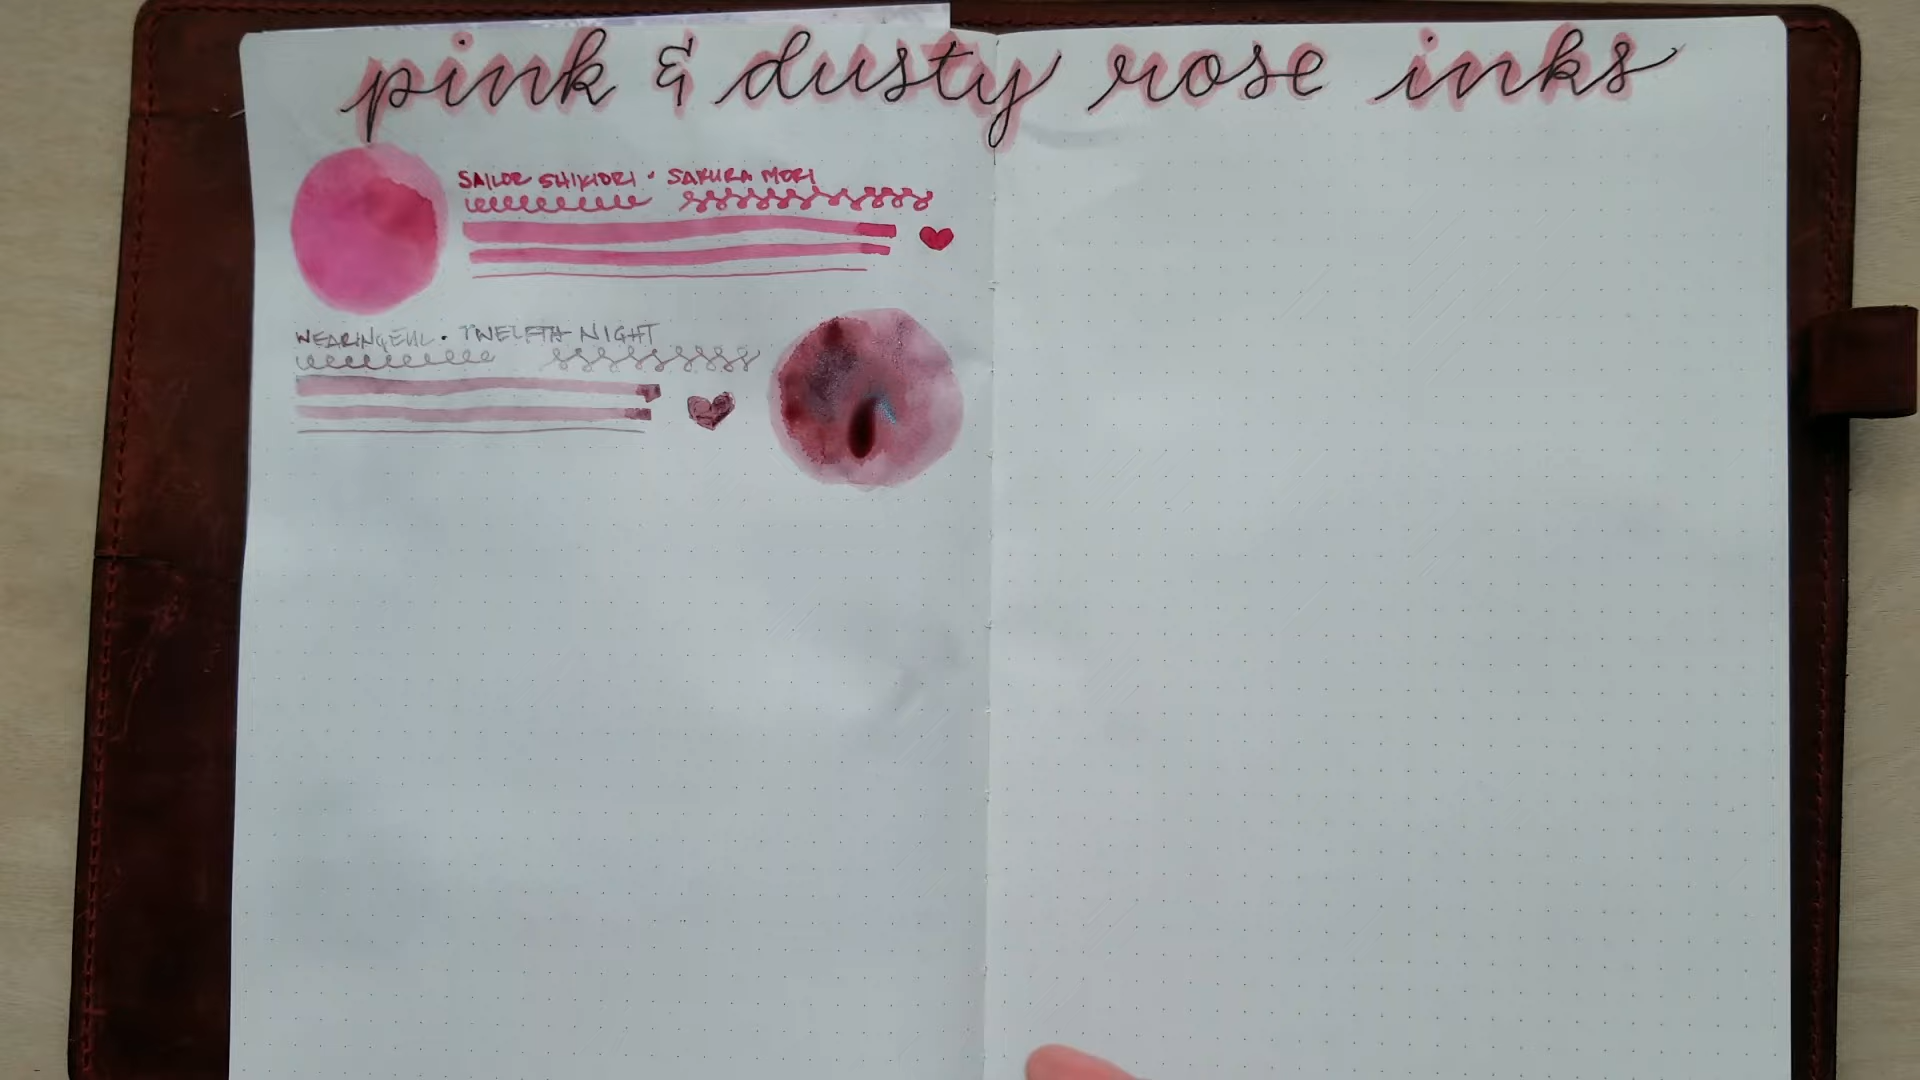 pink & dusty rose inks
SAILOR SHIKIORI · SAKURA MORI
WEARINGEUL · TWELFTH NIGHT